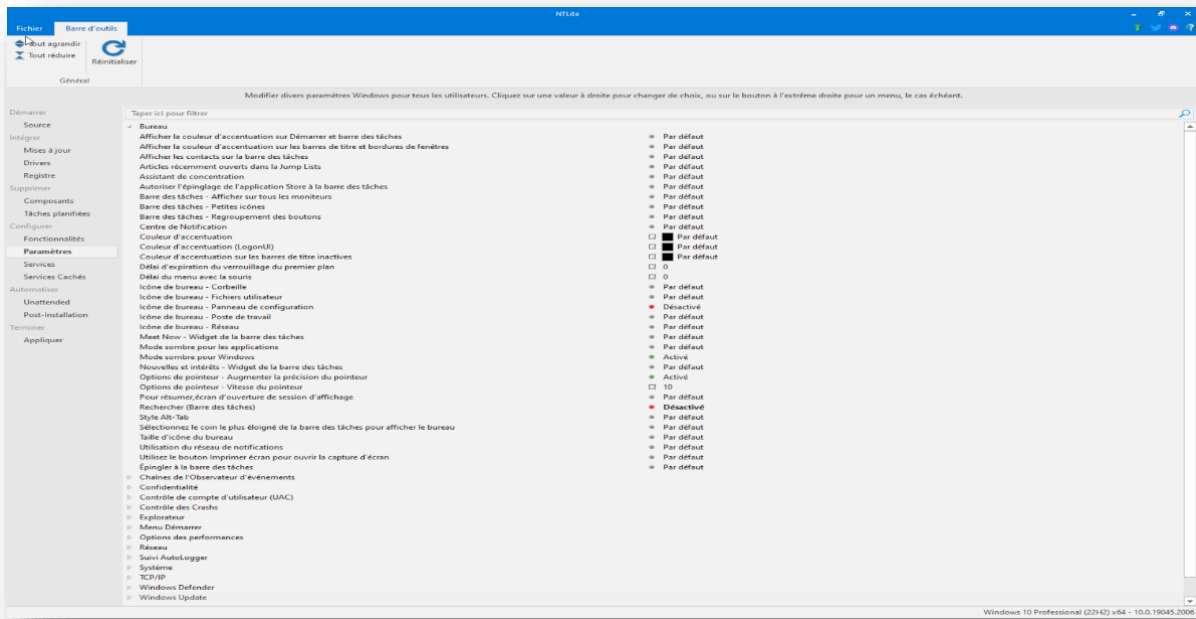 NTLite
Fichier Barre d'outils
Tout agrandir
Tout réduire
Réinitialiser
Général
Modifier divers paramètres Windows pour tous les utilisateurs. Cliquez sur une valeur à droite pour changer de choix, ou sur le bouton à l'extrême droite pour un menu, le cas échéant.
Démarrer
Source
Intégrer
Mises à jour
Drivers
Registre
Supprimer
Composants
Tâches planifiées
Configurer
Fonctionnalités
Paramètres
Services
Services Cachés
Automatiser
Unattended
Post-Installation
Terminer
Appliquer
Taper ici pour filtrer
Bureau
Afficher la couleur d'accentuation sur Démarrer et barre des tâches Par défaut
Afficher la couleur d'accentuation sur les barres de titre et bordures de fenêtres Par défaut
Afficher les contacts sur la barre des tâches Par défaut
Articles récemment ouverts dans la Jump Lists Par défaut
Assistant de concentration Par défaut
Autoriser l'épinglage de l'application Store à la barre des tâches Par défaut
Barre des tâches - Afficher sur tous les moniteurs Par défaut
Barre des tâches - Petites icônes Par défaut
Barre des tâches - Regroupement des boutons Par défaut
Centre de Notification Par défaut
Couleur d'accentuation Par défaut
Couleur d'accentuation (LogonUI) Par défaut
Couleur d'accentuation sur les barres de titre inactives Par défaut
Délai d'expiration du verrouillage du premier plan 0
Délai du menu avec la souris 0
Icône de bureau - Corbeille Par défaut
Icône de bureau - Fichiers utilisateur Par défaut
Icône de bureau - Panneau de configuration Désactivé
Icône de bureau - Poste de travail Par défaut
Icône de bureau - Réseau Par défaut
Meet Now - Widget de la barre des tâches Par défaut
Mode sombre pour les applications Par défaut
Mode sombre pour Windows Activé
Nouvelles et intérêts - Widget de la barre des tâches Par défaut
Options de pointeur - Augmenter la précision du pointeur Activé
Options de pointeur - Vitesse du pointeur 10
Pour résumer,écran d'ouverture de session d'affichage Par défaut
Rechercher (Barre des tâches) Désactivé
Style Alt-Tab Par défaut
Sélectionnez le coin le plus éloigné de la barre des tâches pour afficher le bureau Par défaut
Taille d'icône du bureau Par défaut
Utilisation du réseau de notifications Par défaut
Utilisez le bouton Imprimer écran pour ouvrir la capture d'écran Par défaut
Épingler à la barre des tâches Par défaut
Chaînes de l'Observateur d'événements
Confidentialité
Contrôle de compte d'utilisateur (UAC)
Contrôle des Crashs
Explorateur
Menu Démarrer
Options des performances
Réseau
Suivi AutoLogger
Système
TCP/IP
Windows Defender
Windows Update
Windows 10 Professional (22H2) x64 - 10.0.19045.2006